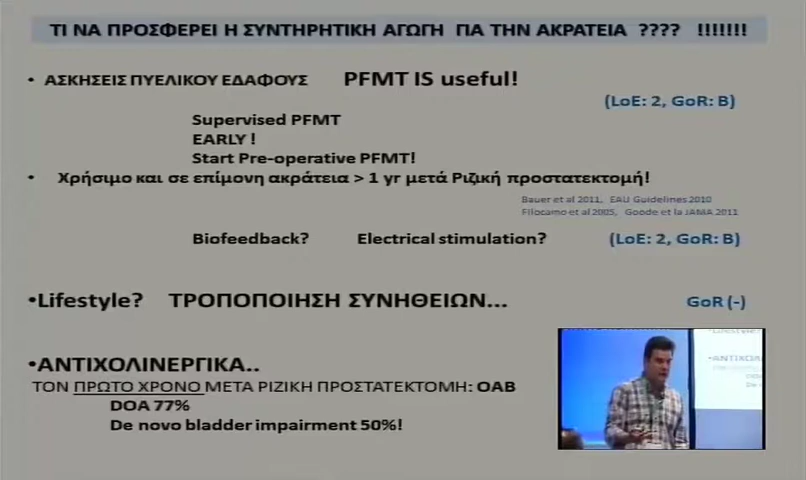 ΤΙ ΝΑ ΠΡΟΣΦΕΡΕΙ Η ΣΥΝΤΗΡΗΤΙΚΗ ΑΓΩΓΗ ΓΙΑ ΤΗΝ ΑΚΡΑΤΕΙΑ ???? !!!!!!!
• ΑΣΚΗΣΕΙΣ ΠΥΕΛΙΚΟΥ ΕΔΑΦΟΥΣ PFMT IS useful!
(LoE: 2, GoR: B)
Supervised PFMT
EARLY !
Start Pre-operative PFMT!
• Χρήσιμο και σε επίμονη ακράτεια > 1 yr μετά Ριζική προστατεκτομή!
Bauer et al 2011, EAU Guidelines 2010
Filocamo et al 2005, Goode et la JAMA 2011
Biofeedback? Electrical stimulation? (LoE: 2, GoR: B)
•Lifestyle? ΤΡΟΠΟΠΟΙΗΣΗ ΣΥΝΗΘΕΙΩΝ... GoR (-)
•ΑΝΤΙΧΟΛΙΝΕΡΓΙΚΑ..
ΤΟΝ ΠΡΩΤΟ ΧΡΟΝΟ ΜΕΤΑ ΡΙΖΙΚΗ ΠΡΟΣΤΑΤΕΚΤΟΜΗ: OAB
DOA 77%
De novo bladder impairment 50%!